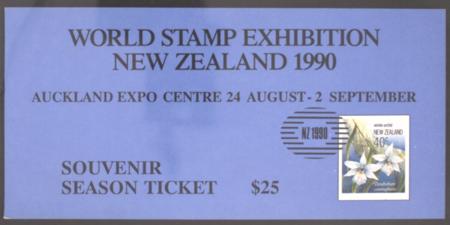 WORLD STAMP EXHIBITION
NEW ZEALAND 1990
AUCKLAND EXPO CENTRE 24 AUGUST - 2 SEPTEMBER
NZ 1990
NEW ZEALAND
40c
SOUVENIR
SEASON TICKET $25